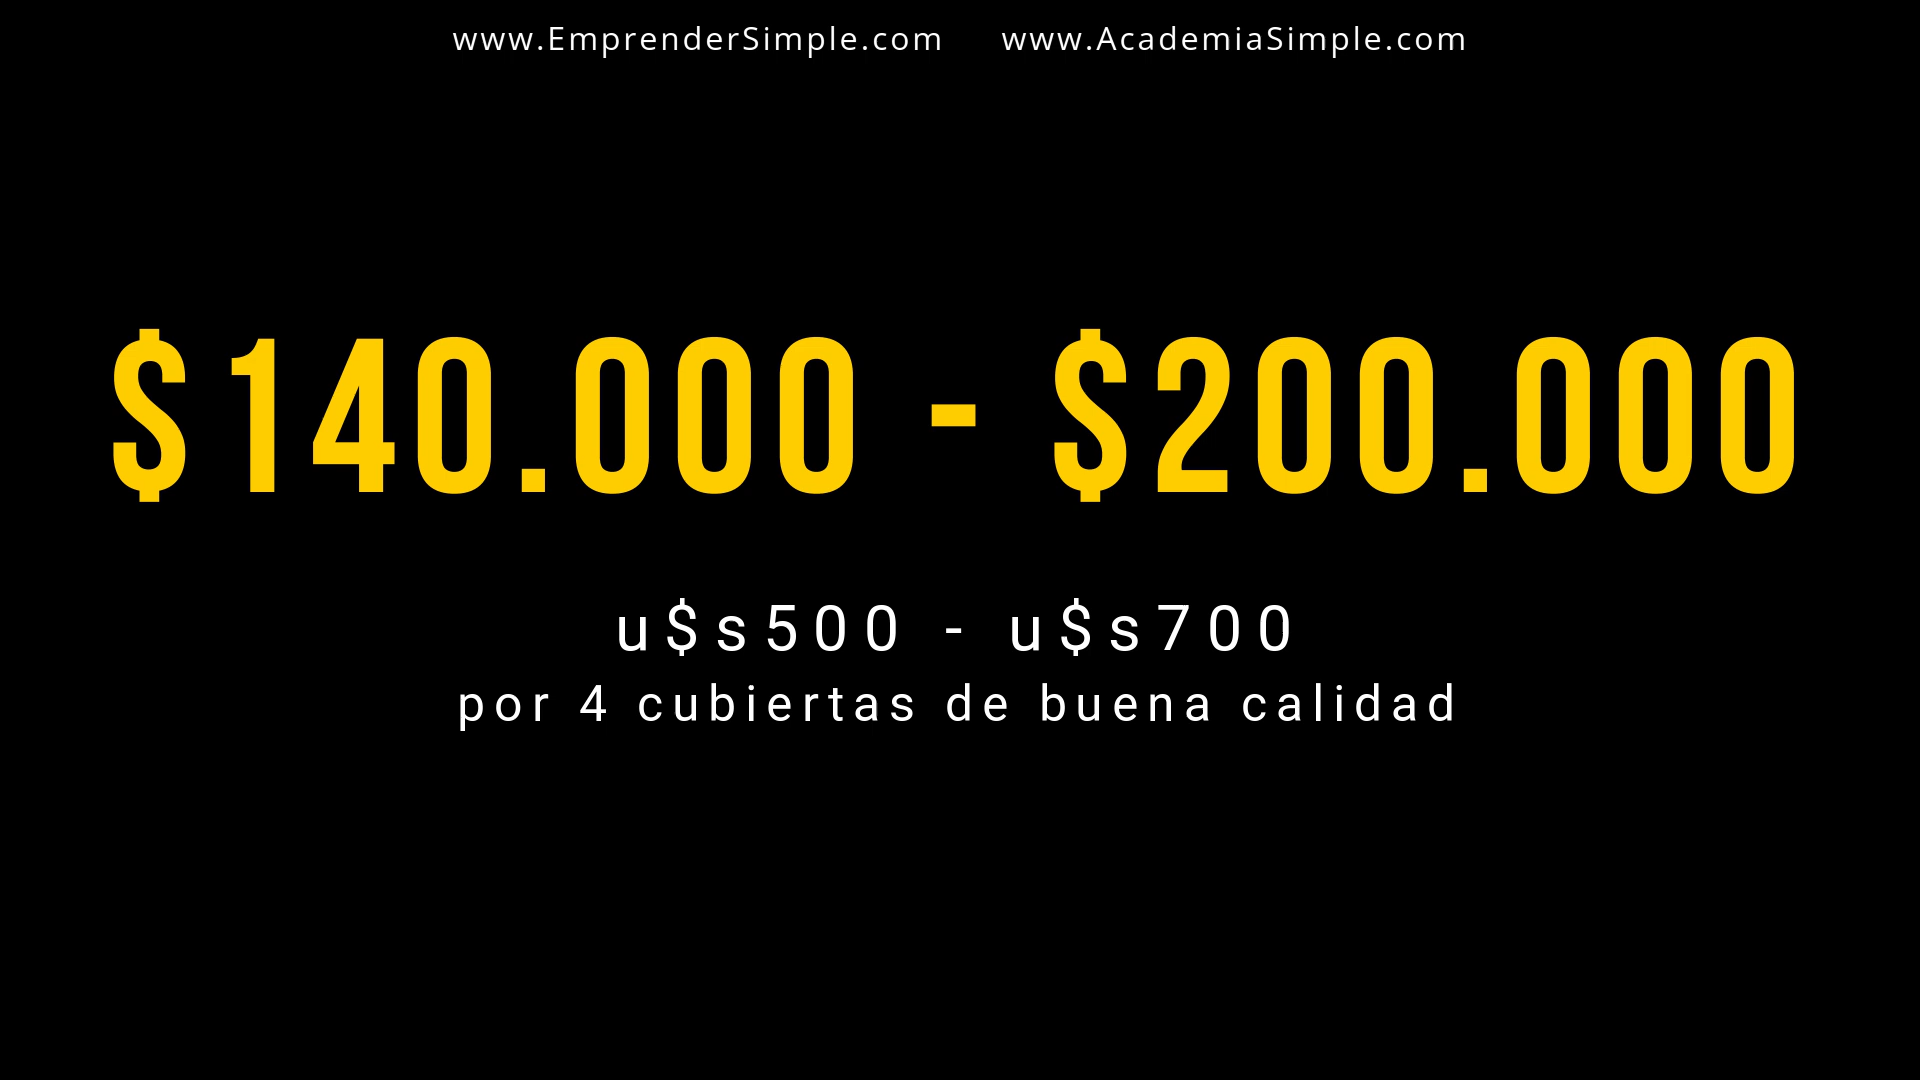 www.EmprenderSimple.com www.AcademiaSimple.com
$140.000 - $200.000
u$s500 - u$s700
por 4 cubiertas de buena calidad